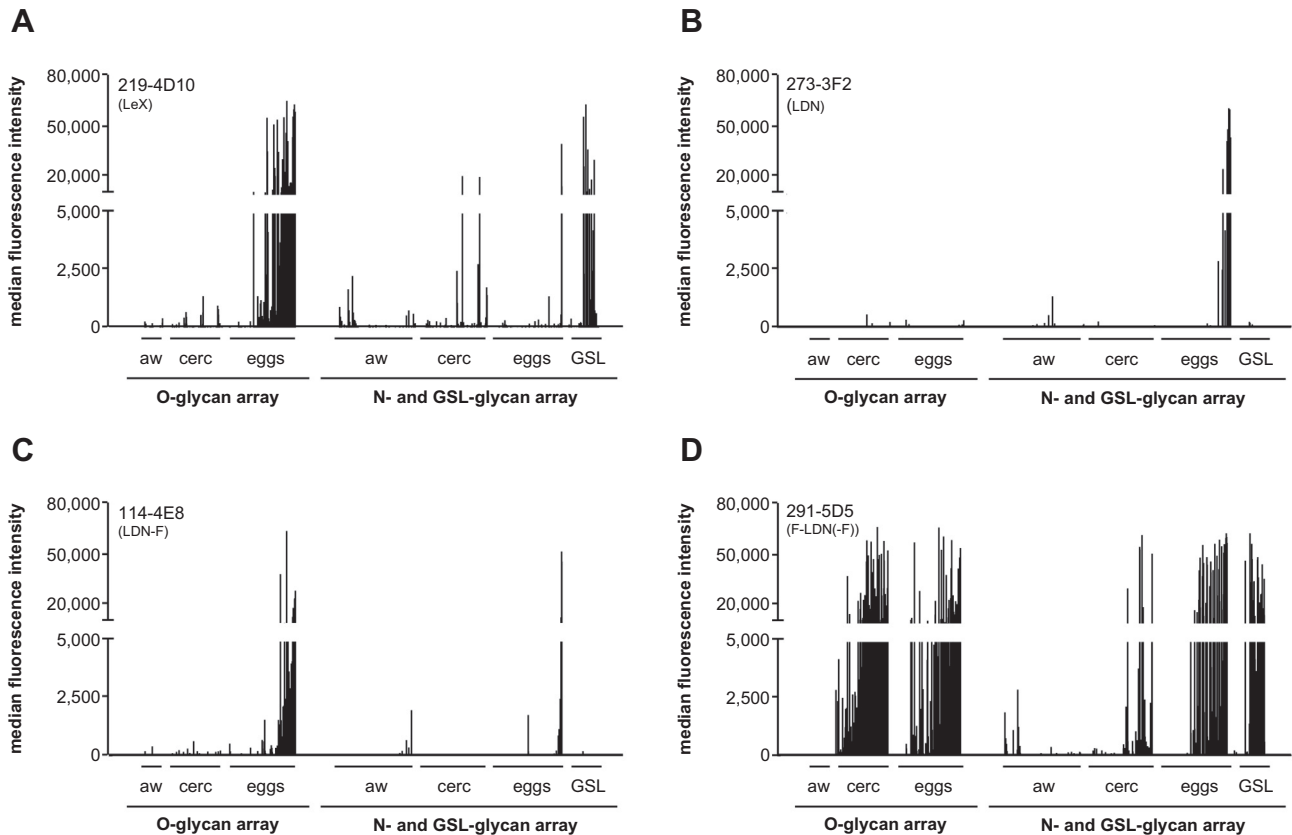 A
median fluorescence intensity
80,000
50,000
20,000
5,000
2,500
0
219-4D10
(LeX)
aw cerc eggs aw cerc eggs GSL
O-glycan array N- and GSL-glycan array
B
median fluorescence intensity
80,000
50,000
20,000
5,000
2,500
0
273-3F2
(LDN)
aw cerc eggs aw cerc eggs GSL
O-glycan array N- and GSL-glycan array
C
median fluorescence intensity
80,000
50,000
20,000
5,000
2,500
0
114-4E8
(LDN-F)
aw cerc eggs aw cerc eggs GSL
O-glycan array N- and GSL-glycan array
D
median fluorescence intensity
80,000
50,000
20,000
5,000
2,500
0
291-5D5
(F-LDN(-F))
aw cerc eggs aw cerc eggs GSL
O-glycan array N- and GSL-glycan array